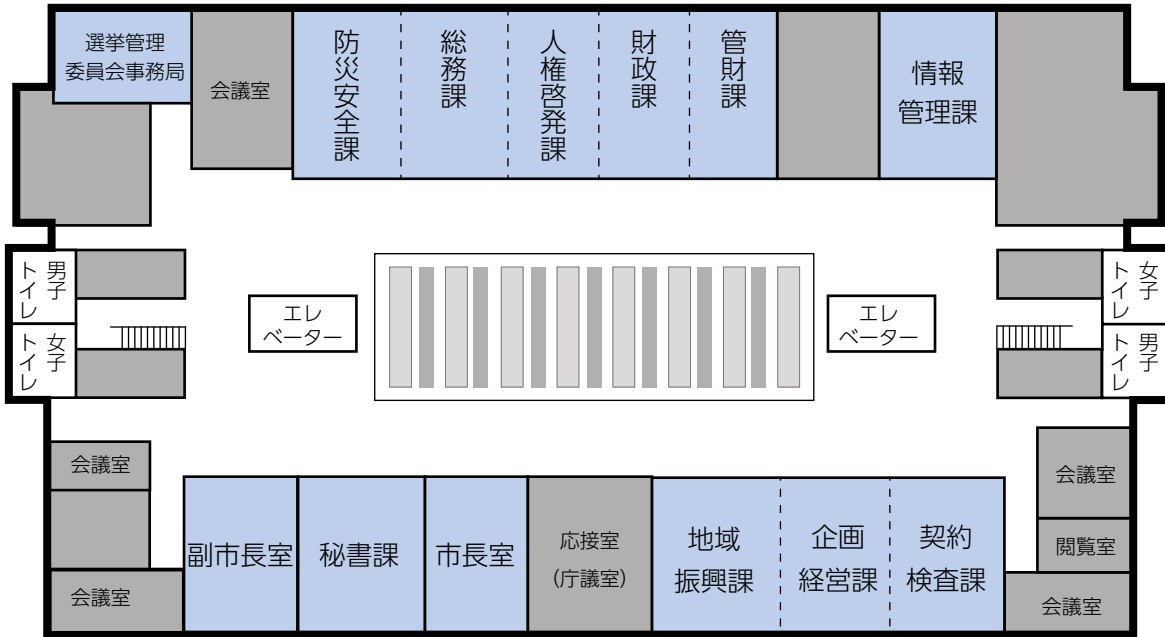 選挙管理
委員会事務局
会議室
防災安全課
総務課
人権啓発課
財政課
管財課
情報
管理課
男子
トイレ
女子
トイレ
エレ
ベーター
エレ
ベーター
女子
トイレ
男子
トイレ
会議室
会議室
副市長室
秘書課
市長室
応接室
（庁議室）
地域
振興課
企画
経営課
契約
検査課
会議室
閲覧室
会議室